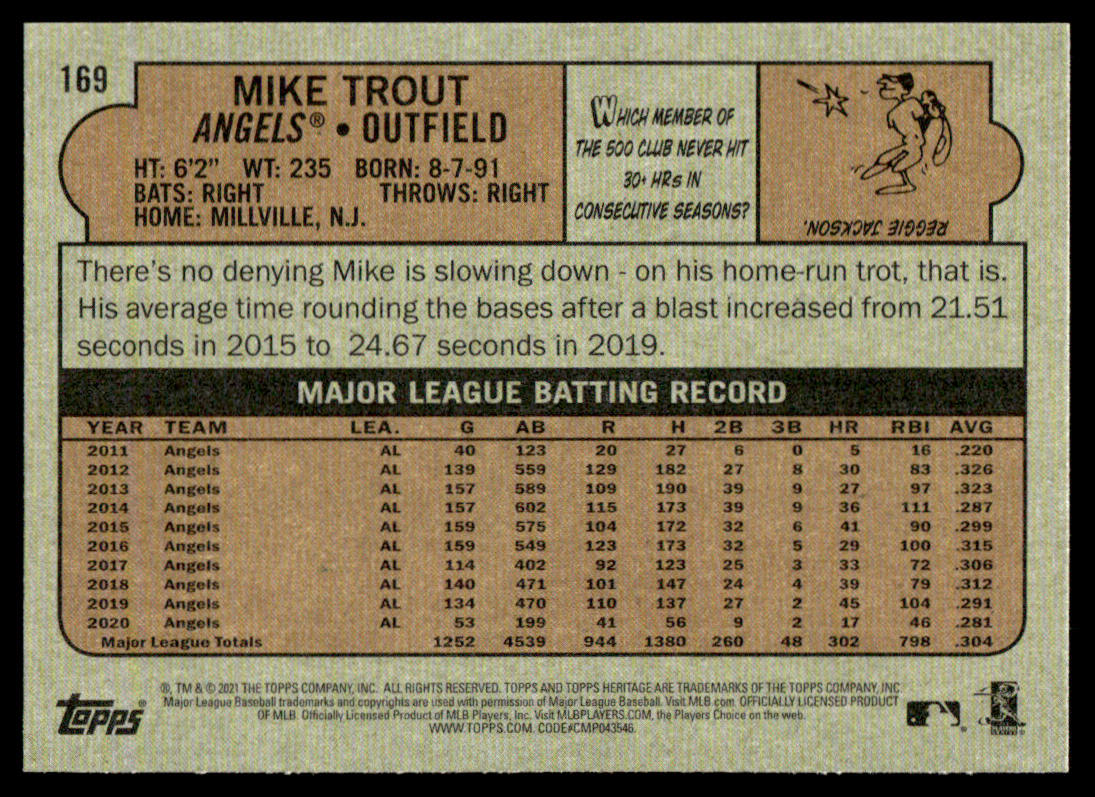 169
MIKE TROUT
ANGELS® • OUTFIELD
HT: 6'2" WT: 235 BORN: 8-7-91
BATS: RIGHT THROWS: RIGHT
HOME: MILLVILLE, N.J.
WHICH MEMBER OF
THE 500 CLUB NEVER HIT
30+ HRs IN
CONSECUTIVE SEASONS?
REGGIE JACKSON.
There's no denying Mike is slowing down - on his home-run trot, that is.
His average time rounding the bases after a blast increased from 21.51
seconds in 2015 to 24.67 seconds in 2019.
MAJOR LEAGUE BATTING RECORD
YEAR TEAM LEA. G AB R H 2B 3B HR RBI AVG
2011 Angels AL 40 123 20 27 6 0 5 16 .220
2012 Angels AL 139 559 129 182 27 8 30 83 .326
2013 Angels AL 157 589 109 190 39 9 27 97 .323
2014 Angels AL 157 602 115 173 39 9 36 111 .287
2015 Angels AL 159 575 104 172 32 6 41 90 .299
2016 Angels AL 159 549 123 173 32 5 29 100 .315
2017 Angels AL 114 402 92 123 25 3 33 72 .306
2018 Angels AL 140 471 101 147 24 4 39 79 .312
2019 Angels AL 134 470 110 137 27 2 45 104 .291
2020 Angels AL 53 199 41 56 9 2 17 46 .281
Major League Totals 1252 4539 944 1380 260 48 302 798 .304
®, TM & © 2021 THE TOPPS COMPANY, INC. ALL RIGHTS RESERVED. TOPPS AND TOPPS HERITAGE ARE TRADEMARKS OF THE TOPPS COMPANY, INC.
Major League Baseball trademarks and copyrights are used with permission of Major League Baseball. Visit MLB.com. OFFICIALLY LICENSED PRODUCT
OF MLB. Officially Licensed Product of MLB Players, Inc. Visit MLBPLAYERS.COM, the Players Choice on the web.
WWW.TOPPS.COM. CODE#CMP043546.
Topps®